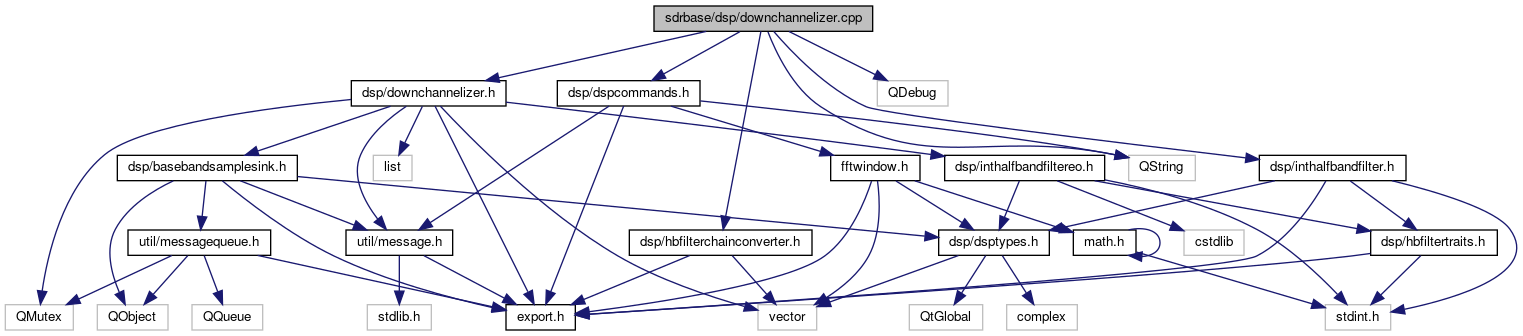 sdrbase/dsp/downchannelizer.cpp
dsp/downchannelizer.h
dsp/dspcommands.h
QDebug
dsp/basebandsamplesink.h
list
fftwindow.h
dsp/inthalfbandfiltereo.h
QString
dsp/inthalfbandfilter.h
util/messagequeue.h
util/message.h
dsp/hbfilterchainconverter.h
dsp/dsptypes.h
math.h
cstdlib
dsp/hbfiltertraits.h
QMutex
QObject
QQueue
stdlib.h
export.h
vector
QtGlobal
complex
stdint.h